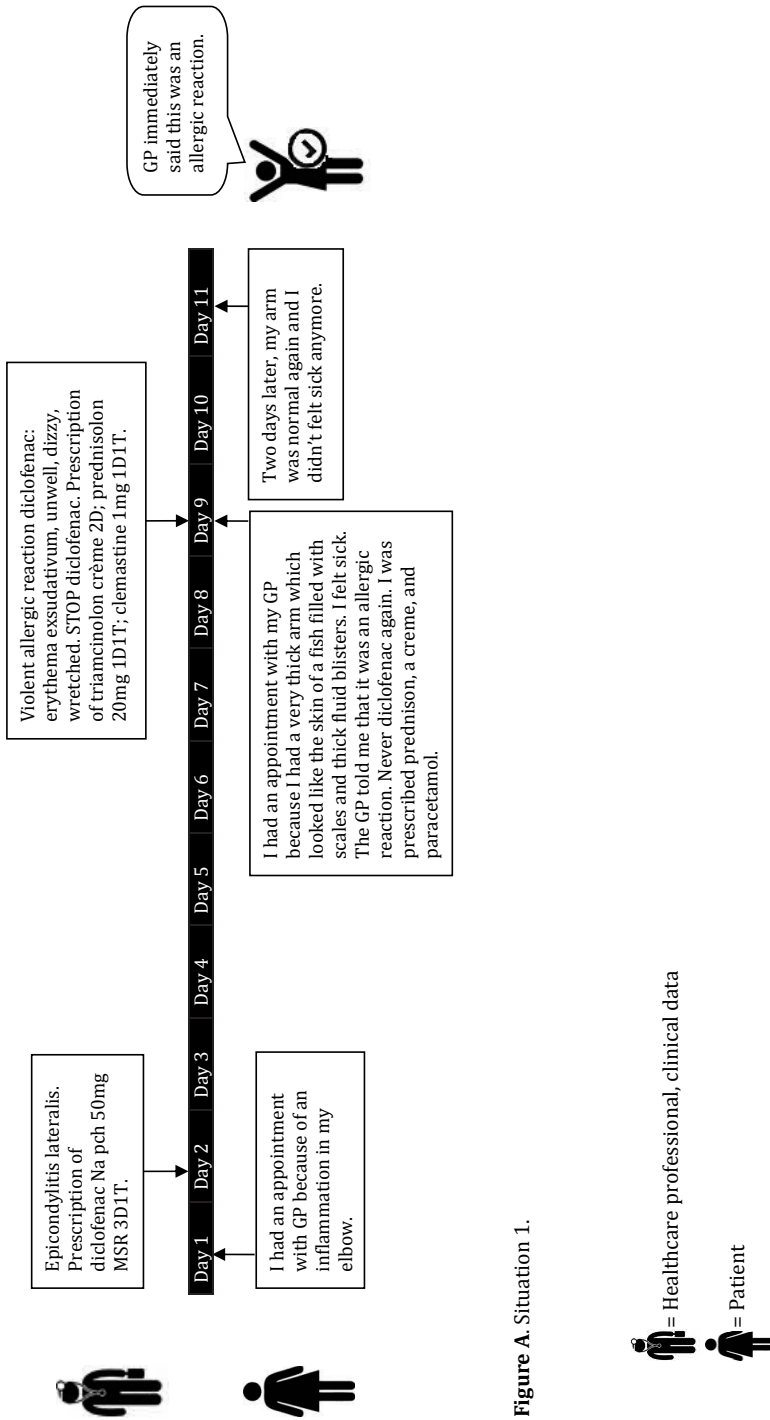 Epicondylitis lateralis.
Prescription of
diclofenac Na pch 50mg
MSR 3D1T.
Violent allergic reaction diclofenac:
erythema exsudativum, unwell, dizzy,
wretched. STOP diclofenac. Prescription
of triamcinolon crème 2D; prednisolon
20mg 1D1T; clemastine 1mg 1D1T.
GP immediately
said this was an
allergic reaction.
Day 1
Day 2
Day 3
Day 4
Day 5
Day 6
Day 7
Day 8
Day 9
Day 10
Day 11
I had an appointment
with GP because of an
inflammation in my
elbow.
I had an appointment with my GP
because I had a very thick arm which
looked like the skin of a fish filled with
scales and thick fluid blisters. I felt sick.
The GP told me that it was an allergic
reaction. Never diclofenac again. I was
prescribed prednison, a creme, and
paracetamol.
Two days later, my arm
was normal again and I
didn't felt sick anymore.
Figure A. Situation 1.
= Healthcare professional, clinical data
= Patient